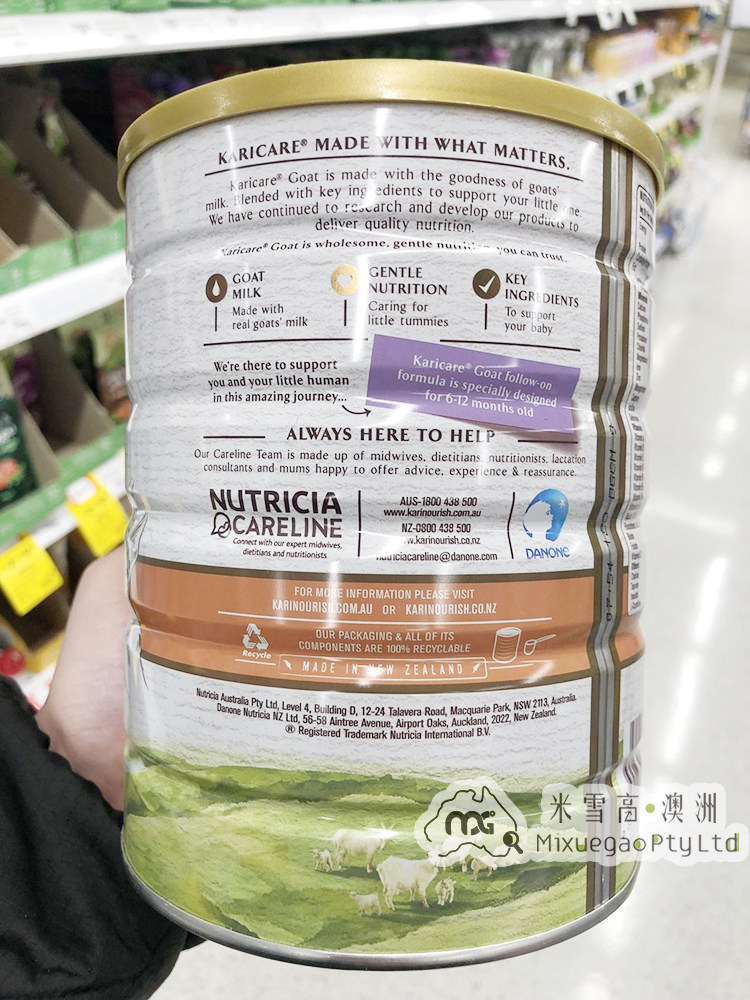 KARICARE® MADE WITH WHAT MATTERS.
Karicare® Goat is made with the goodness of goats'
milk. Blended with key ingredients to support your little one.
We have continued to research and develop our products to
deliver quality nutrition.
Karicare® Goat is wholesome, gentle nutrition you can trust.
GOAT
MILK
Made with
real goats' milk
GENTLE
NUTRITION
Caring for
little tummies
KEY
INGREDIENTS
To support
your baby
We're there to support
you and your little human
in this amazing journey...
Karicare® Goat follow-on
formula is specially designed
for 6-12 months old
ALWAYS HERE TO HELP
Our Careline Team is made up of midwives, dietitians, nutritionists, lactation
consultants and mums happy to offer advice, experience & reassurance.
NUTRICIA
CARELINE
Connect with our expert midwives,
dietitians and nutritionists
AUS-1800 438 500
www.karinourish.com.au
NZ-0800 438 500
www.karinourish.co.nz
nutriciacareline@danone.com
DANONE
FOR MORE INFORMATION PLEASE VISIT
KARINOURISH.COM.AU OR KARINOURISH.CO.NZ
Recycle
OUR PACKAGING & ALL OF ITS
COMPONENTS ARE 100% RECYCLABLE
MADE IN NEW ZEALAND
Nutricia Australia Pty Ltd, Level 4, Building D, 12-24 Talavera Road, Macquarie Park, NSW 2113, Australia.
Danone Nutricia NZ Ltd, 56-58 Aintree Avenue, Airport Oaks, Auckland, 2022, New Zealand.
® Registered Trademark Nutricia International B.V.
米雪高·澳洲
MixuegaoPtyLtd